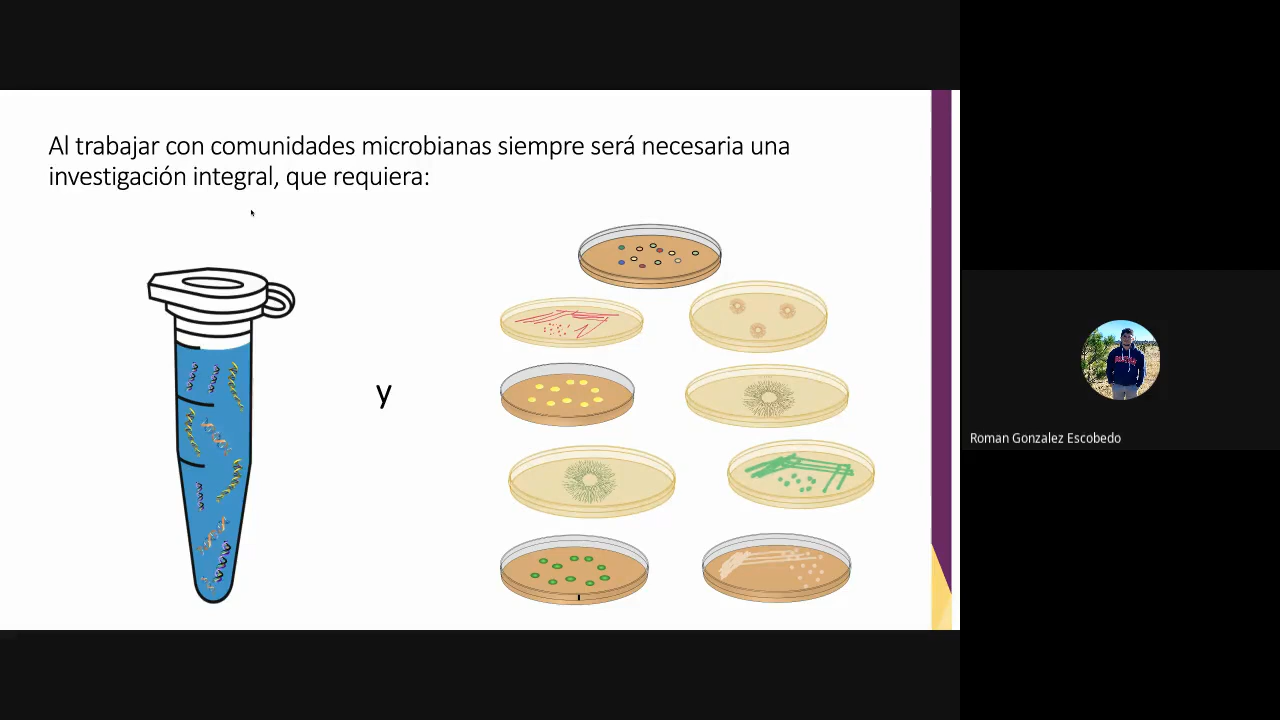 Al trabajar con comunidades microbianas siempre será necesaria una
investigación integral, que requiera:
y
Roman Gonzalez Escobedo